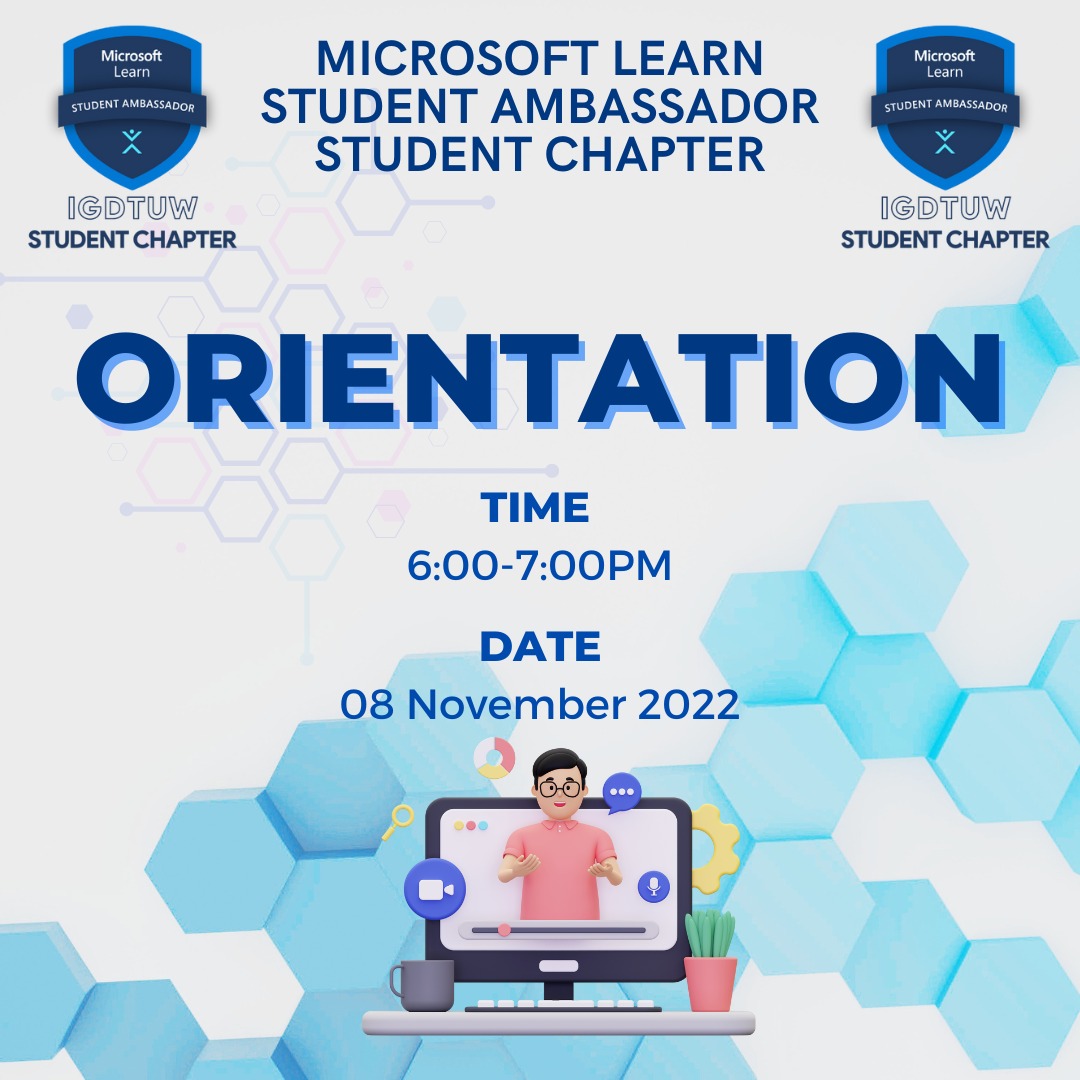 Microsoft
Learn
STUDENT AMBASSADOR
IGDTUW
STUDENT CHAPTER
MICROSOFT LEARN
STUDENT AMBASSADOR
STUDENT CHAPTER
Microsoft
Learn
STUDENT AMBASSADOR
IGDTUW
STUDENT CHAPTER
ORIENTATION
TIME
6:00-7:00PM
DATE
08 November 2022